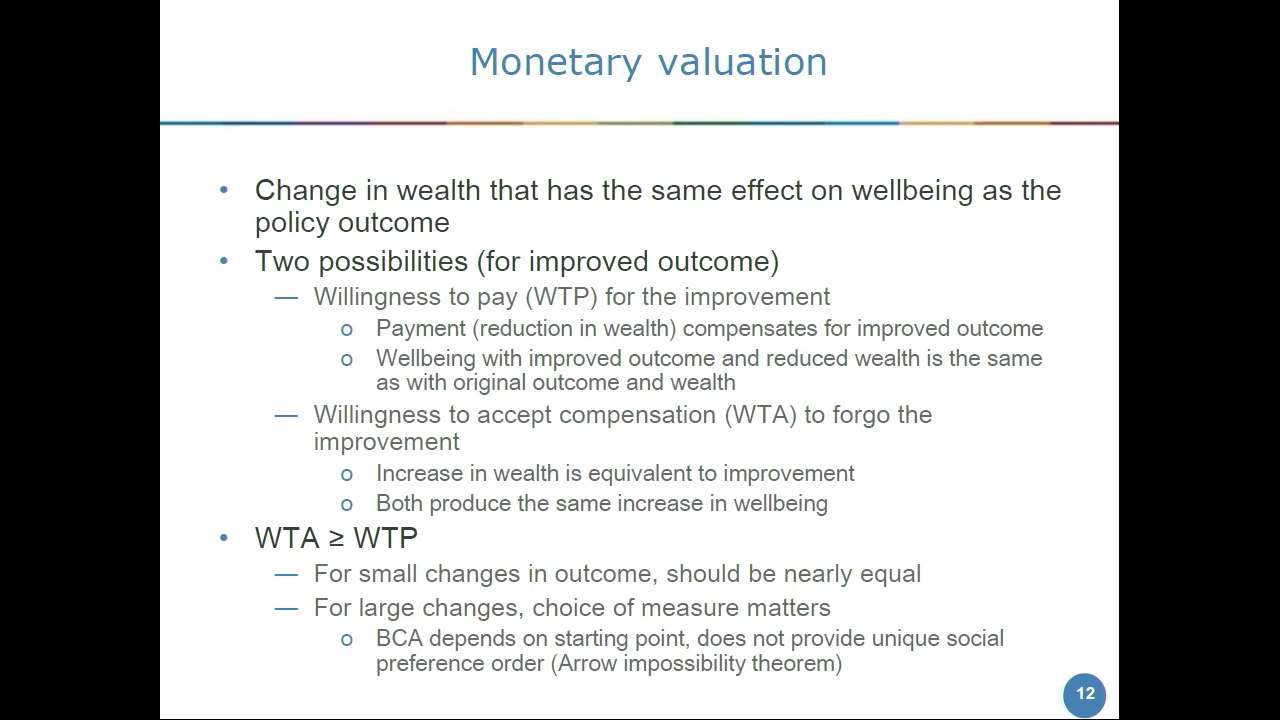 Monetary valuation
• Change in wealth that has the same effect on wellbeing as the
policy outcome
• Two possibilities (for improved outcome)
— Willingness to pay (WTP) for the improvement
o Payment (reduction in wealth) compensates for improved outcome
o Wellbeing with improved outcome and reduced wealth is the same
as with original outcome and wealth
— Willingness to accept compensation (WTA) to forgo the
improvement
o Increase in wealth is equivalent to improvement
o Both produce the same increase in wellbeing
• WTA ≥ WTP
— For small changes in outcome, should be nearly equal
— For large changes, choice of measure matters
o BCA depends on starting point, does not provide unique social
preference order (Arrow impossibility theorem)
12